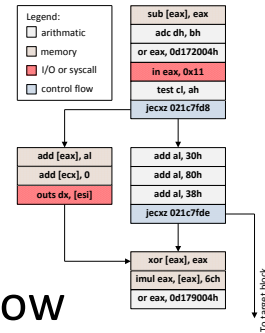 Legend:
arithmatic
memory
I/O or syscall
control flow
sub [eax], eax
adc dh, bh
or eax, 0d172004h
in eax, 0x11
test cl, ah
jecxz 021c7fd8
add [eax], al
add [ecx], 0
outs dx, [esi]
add al, 30h
add al, 80h
add al, 38h
jecxz 021c7fde
xor [eax], eax
imul eax, [eax], 6ch
or eax, 0d179004h
To target block
ow